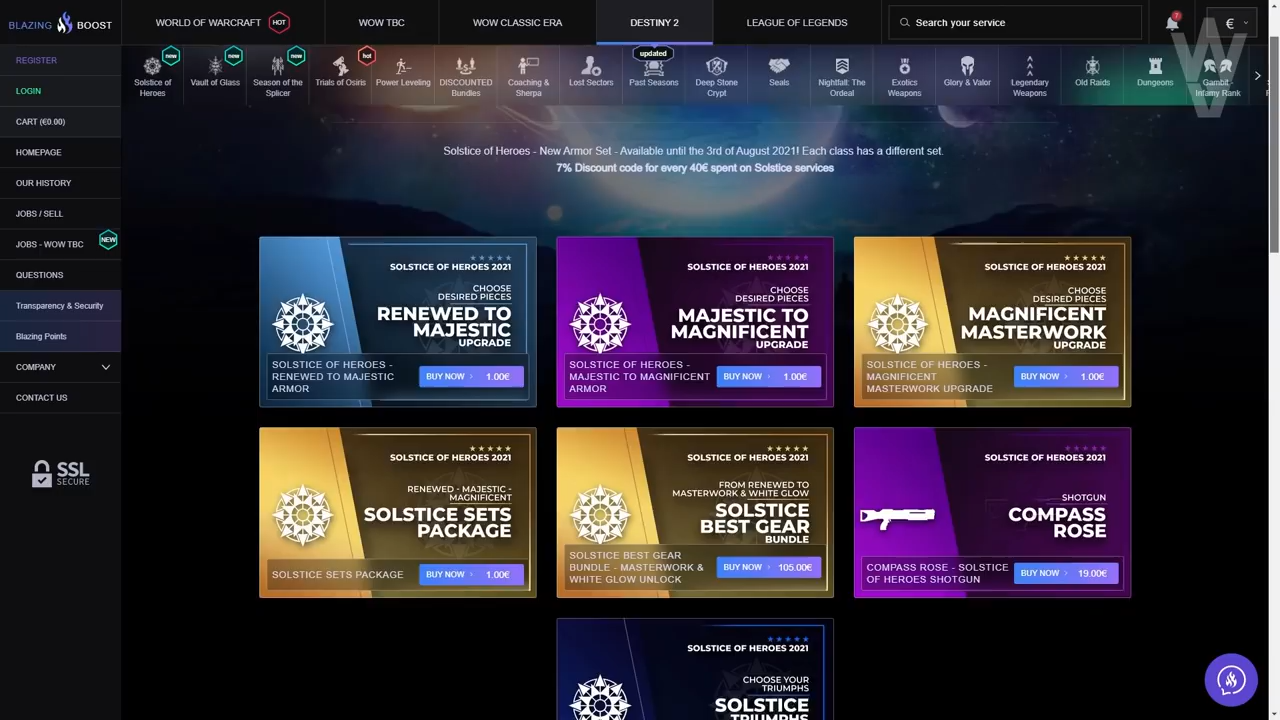 BLAZING BOOST
WORLD OF WARCRAFT
HOT
WOW TBC
WOW CLASSIC ERA
DESTINY 2
LEAGUE OF LEGENDS
Search your service
€
REGISTER
LOGIN
CART (€0.00)
HOMEPAGE
OUR HISTORY
JOBS / SELL
JOBS - WOW TBC
NEW
QUESTIONS
Transparency & Security
Blazing Points
COMPANY
CONTACT US
SSL
SECURE
new
Solstice of
Heroes
new
Vault of Glass
new
Season of the
Splicer
hot
Trials of Osiris
Power Leveling
DISCOUNTED
Bundles
Coaching &
Sherpa
Lost Sectors
updated
Past Seasons
Deep Stone
Crypt
Seals
Nightfall: The
Ordeal
Exotics
Weapons
Glory & Valor
Legendary
Weapons
Old Raids
Dungeons
Gambit -
Infamy Rank
Solstice of Heroes - New Armor Set - Available until the 3rd of August 2021! Each class has a different set.
7% Discount code for every 40€ spent on Solstice services
SOLSTICE OF HEROES 2021
CHOOSE
DESIRED PIECES
RENEWED TO
MAJESTIC
UPGRADE
SOLSTICE OF HEROES -
RENEWED TO MAJESTIC
ARMOR
BUY NOW 1.00€
SOLSTICE OF HEROES 2021
CHOOSE
DESIRED PIECES
MAJESTIC TO
MAGNIFICENT
UPGRADE
SOLSTICE OF HEROES -
MAJESTIC TO MAGNIFICENT
ARMOR
BUY NOW 1.00€
SOLSTICE OF HEROES 2021
CHOOSE
DESIRED PIECES
MAGNIFICENT
MASTERWORK
UPGRADE
SOLSTICE OF HEROES -
MAGNIFICENT
MASTERWORK UPGRADE
BUY NOW 1.00€
SOLSTICE OF HEROES 2021
RENEWED - MAJESTIC -
MAGNIFICENT
SOLSTICE SETS
PACKAGE
SOLSTICE SETS PACKAGE
BUY NOW 1.00€
SOLSTICE OF HEROES 2021
FROM RENEWED TO
MASTERWORK & WHITE GLOW
SOLSTICE
BEST GEAR
BUNDLE
SOLSTICE BEST GEAR
BUNDLE - MASTERWORK &
WHITE GLOW UNLOCK
BUY NOW 105.00€
SOLSTICE OF HEROES 2021
SHOTGUN
COMPASS
ROSE
COMPASS ROSE - SOLSTICE
OF HEROES SHOTGUN
BUY NOW 19.00€
SOLSTICE OF HEROES 2021
CHOOSE YOUR
TRIUMPHS
SOLSTICE
TRIUMPHS